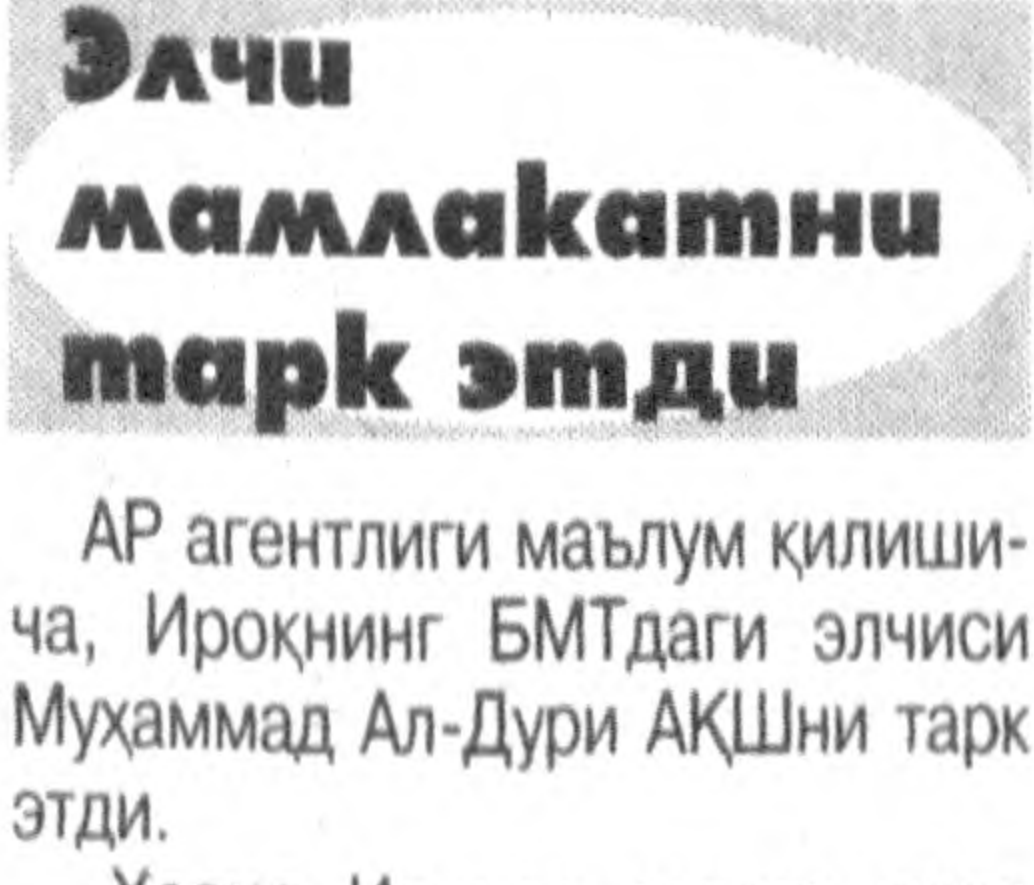 Элчи
мамлакатни
тарк этди
АР агентлиги маълум қилиши-
ча, Ироқнинг БМТдаги элчиси
Муҳаммад Ал-Дури АҚШни тарк
этди.